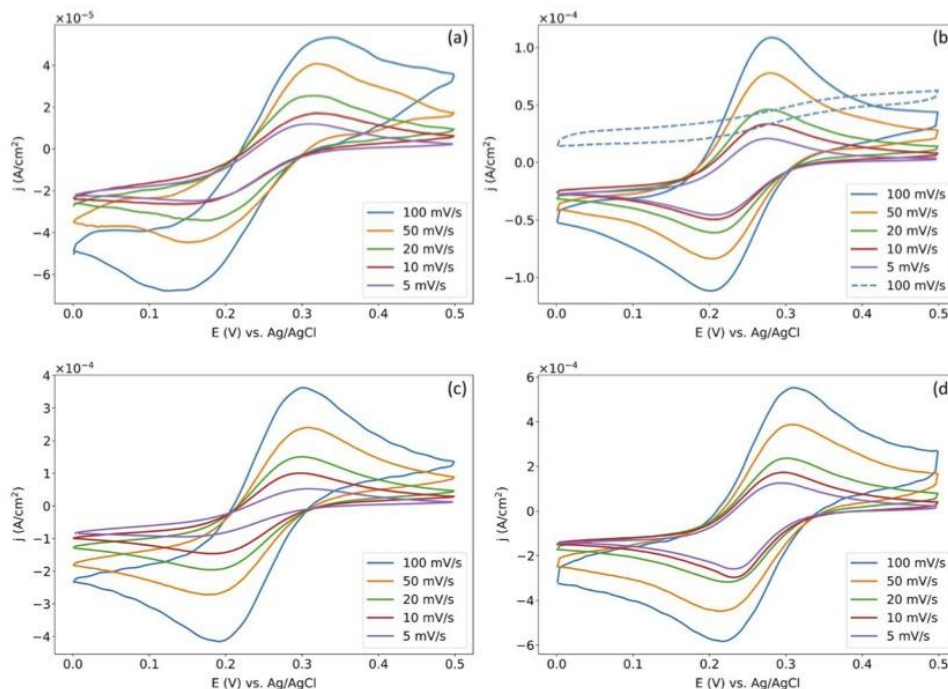 ×10⁻⁵
(a)
4
2
0
−2
−4
−6
j (A/cm²)
100 mV/s
50 mV/s
20 mV/s
10 mV/s
5 mV/s
0.0 0.1 0.2 0.3 0.4 0.5
E (V) vs. Ag/AgCl
×10⁻⁴
(b)
1.0
0.5
0.0
−0.5
−1.0
j (A/cm²)
100 mV/s
50 mV/s
20 mV/s
10 mV/s
5 mV/s
100 mV/s
0.0 0.1 0.2 0.3 0.4 0.5
E (V) vs. Ag/AgCl
×10⁻⁴
(c)
4
3
2
1
0
−1
−2
−3
−4
j (A/cm²)
100 mV/s
50 mV/s
20 mV/s
10 mV/s
5 mV/s
0.0 0.1 0.2 0.3 0.4 0.5
E (V) vs. Ag/AgCl
×10⁻⁴
(d)
6
4
2
0
−2
−4
−6
j (A/cm²)
100 mV/s
50 mV/s
20 mV/s
10 mV/s
5 mV/s
0.0 0.1 0.2 0.3 0.4 0.5
E (V) vs. Ag/AgCl